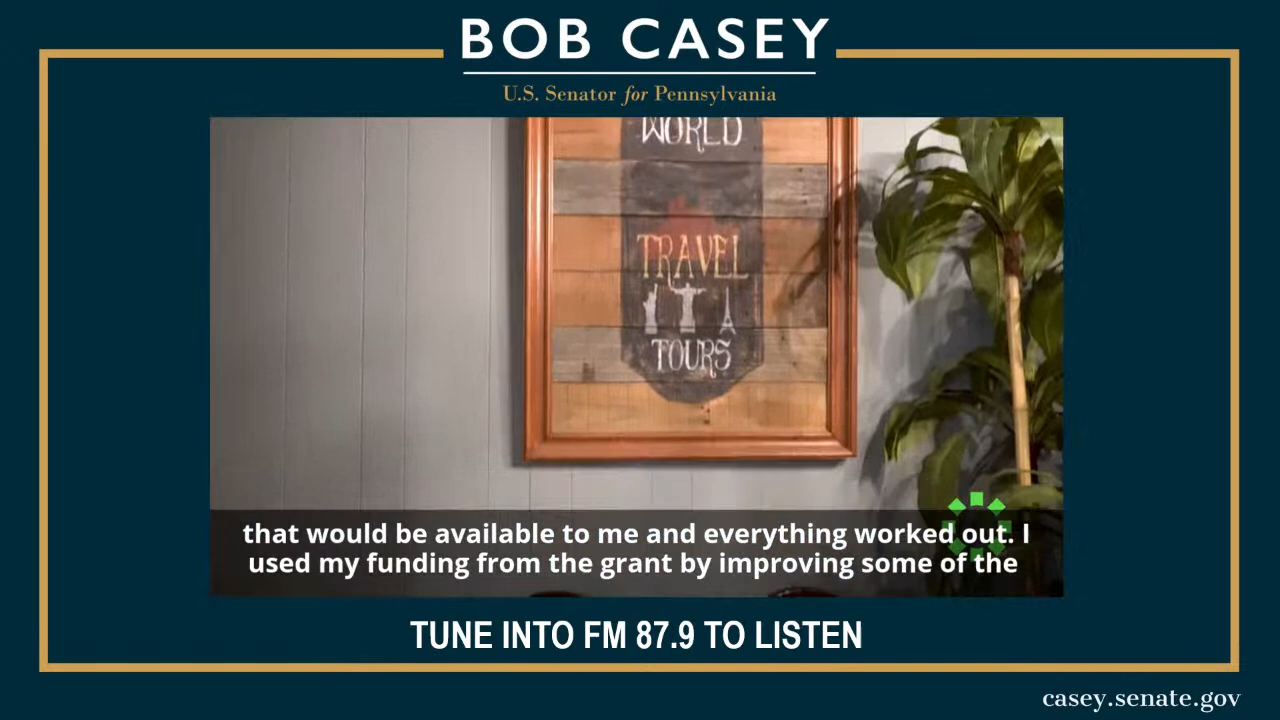 BOB CASEY
U.S. Senator for Pennsylvania
WORLD
TRAVEL
TOURS
that would be available to me and everything worked out. I
used my funding from the grant by improving some of the
TUNE INTO FM 87.9 TO LISTEN
casey.senate.gov